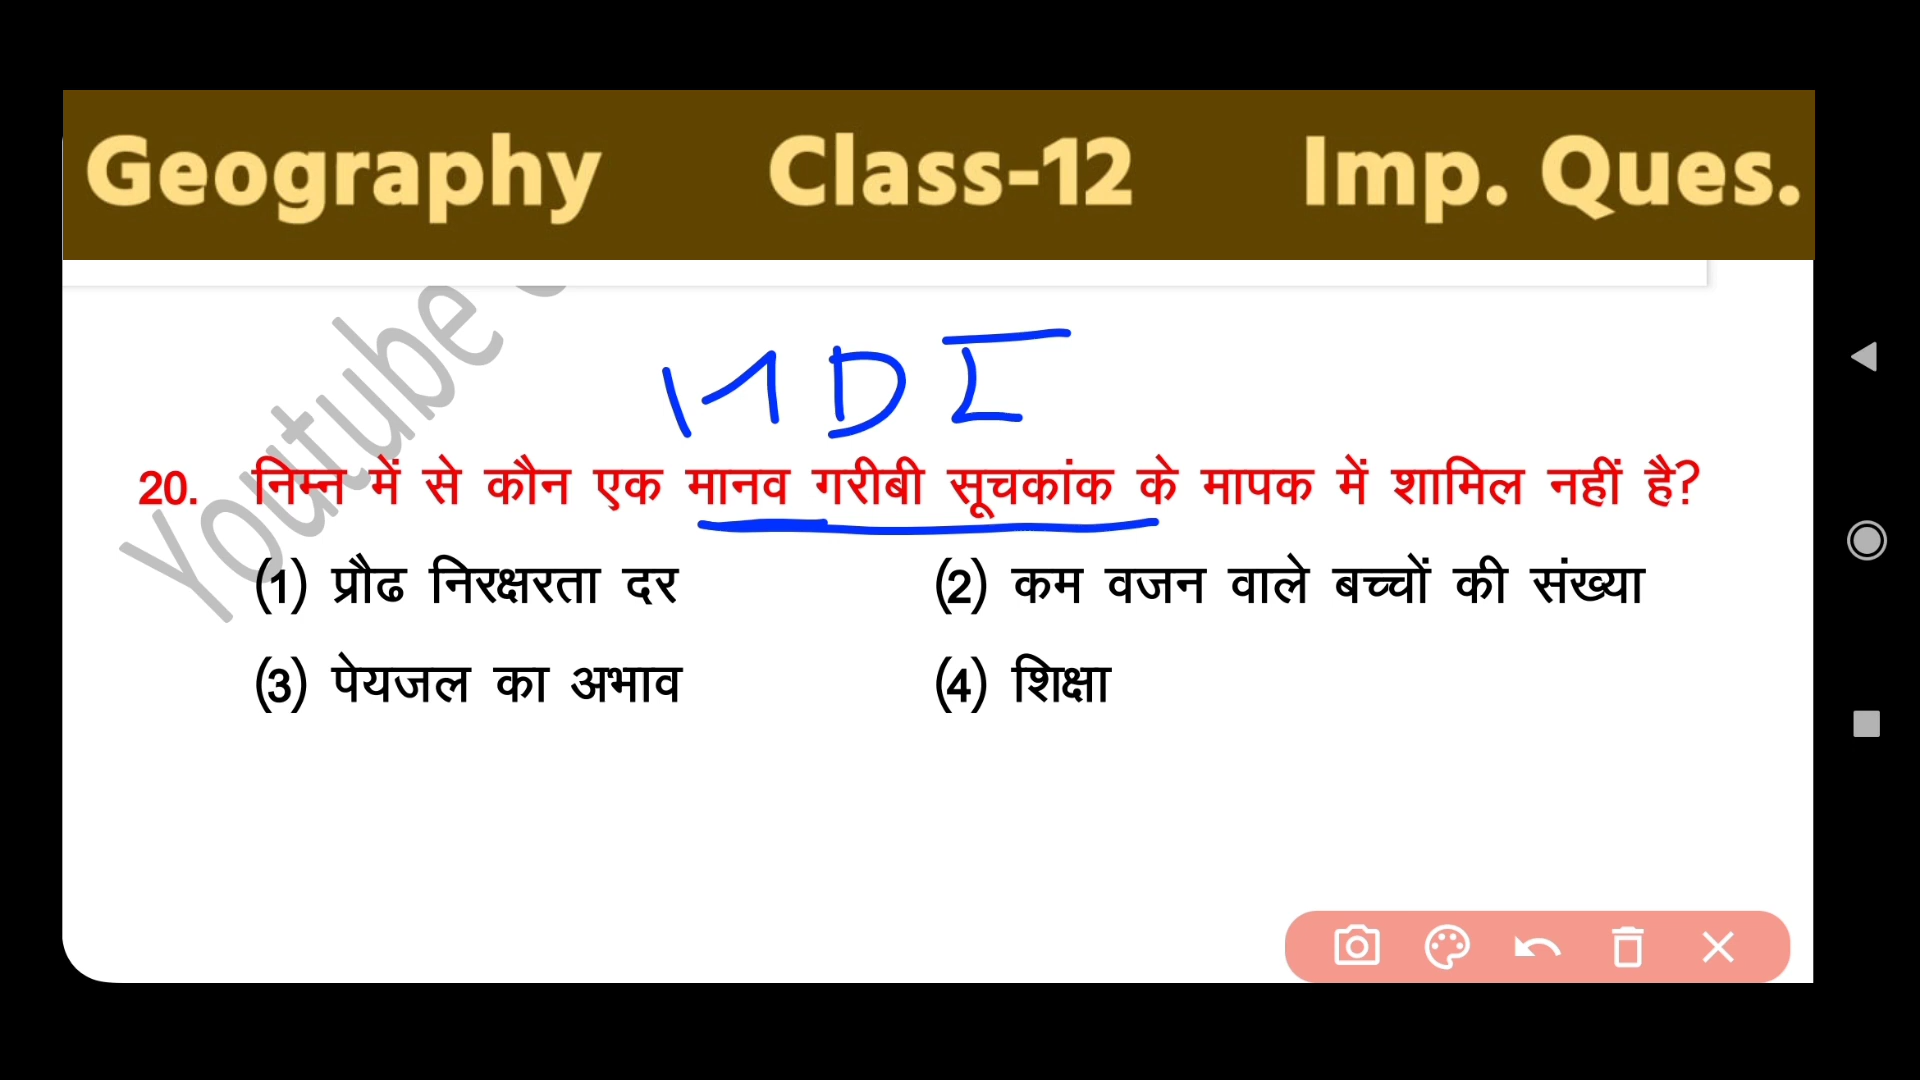 Geography Class-12 Imp. Ques.
Youtube
HDI
20. निम्न में से कौन एक मानव गरीबी सूचकांक के मापक में शामिल नहीं है?
(1) प्रौढ निरक्षरता दर (2) कम वजन वाले बच्चों की संख्या
(3) पेयजल का अभाव (4) शिक्षा